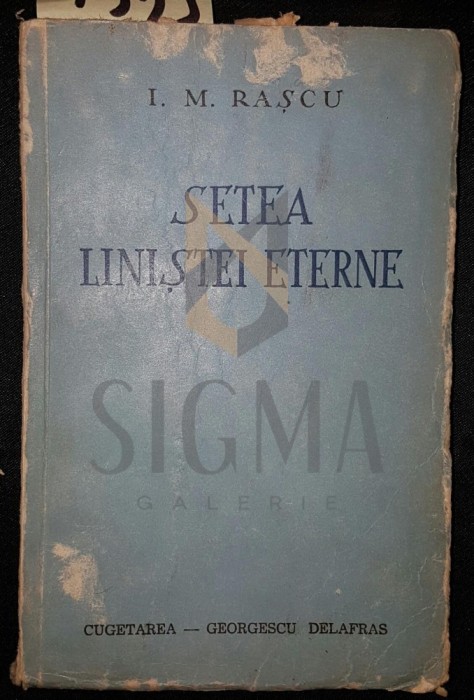 I. M. RAȘCU
SETEA
LINIȘTEI ETERNE
SIGMA
GALERIE
CUGETAREA — GEORGESCU DELAFRAS